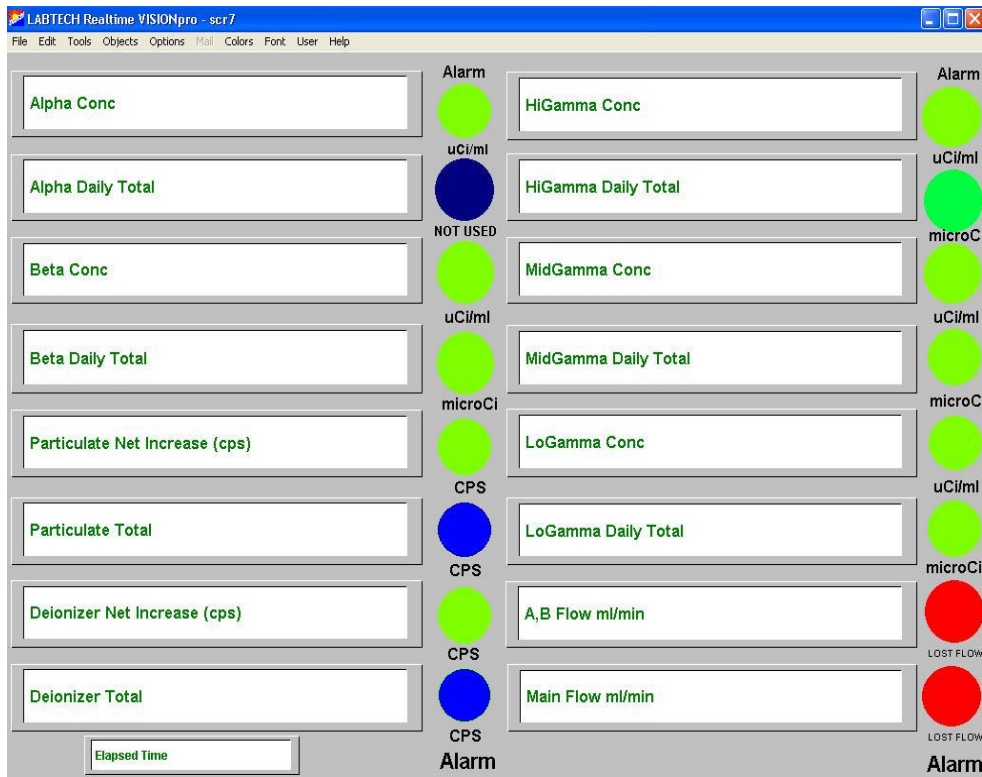 LABTECH Realtime VISIONpro - scr7
File Edit Tools Objects Options Mail Colors Font User Help
Alarm
Alpha Conc
uCi/ml
Alpha Daily Total
NOT USED
Beta Conc
uCi/ml
Beta Daily Total
microCi
Particulate Net Increase (cps)
CPS
Particulate Total
CPS
Deionizer Net Increase (cps)
CPS
Deionizer Total
CPS
Elapsed Time
Alarm
Alarm
HiGamma Conc
uCi/ml
HiGamma Daily Total
microC
MidGamma Conc
uCi/ml
MidGamma Daily Total
microC
LoGamma Conc
uCi/ml
LoGamma Daily Total
microCi
A,B Flow ml/min
LOST FLOW
Main Flow ml/min
LOST FLOW
Alarm